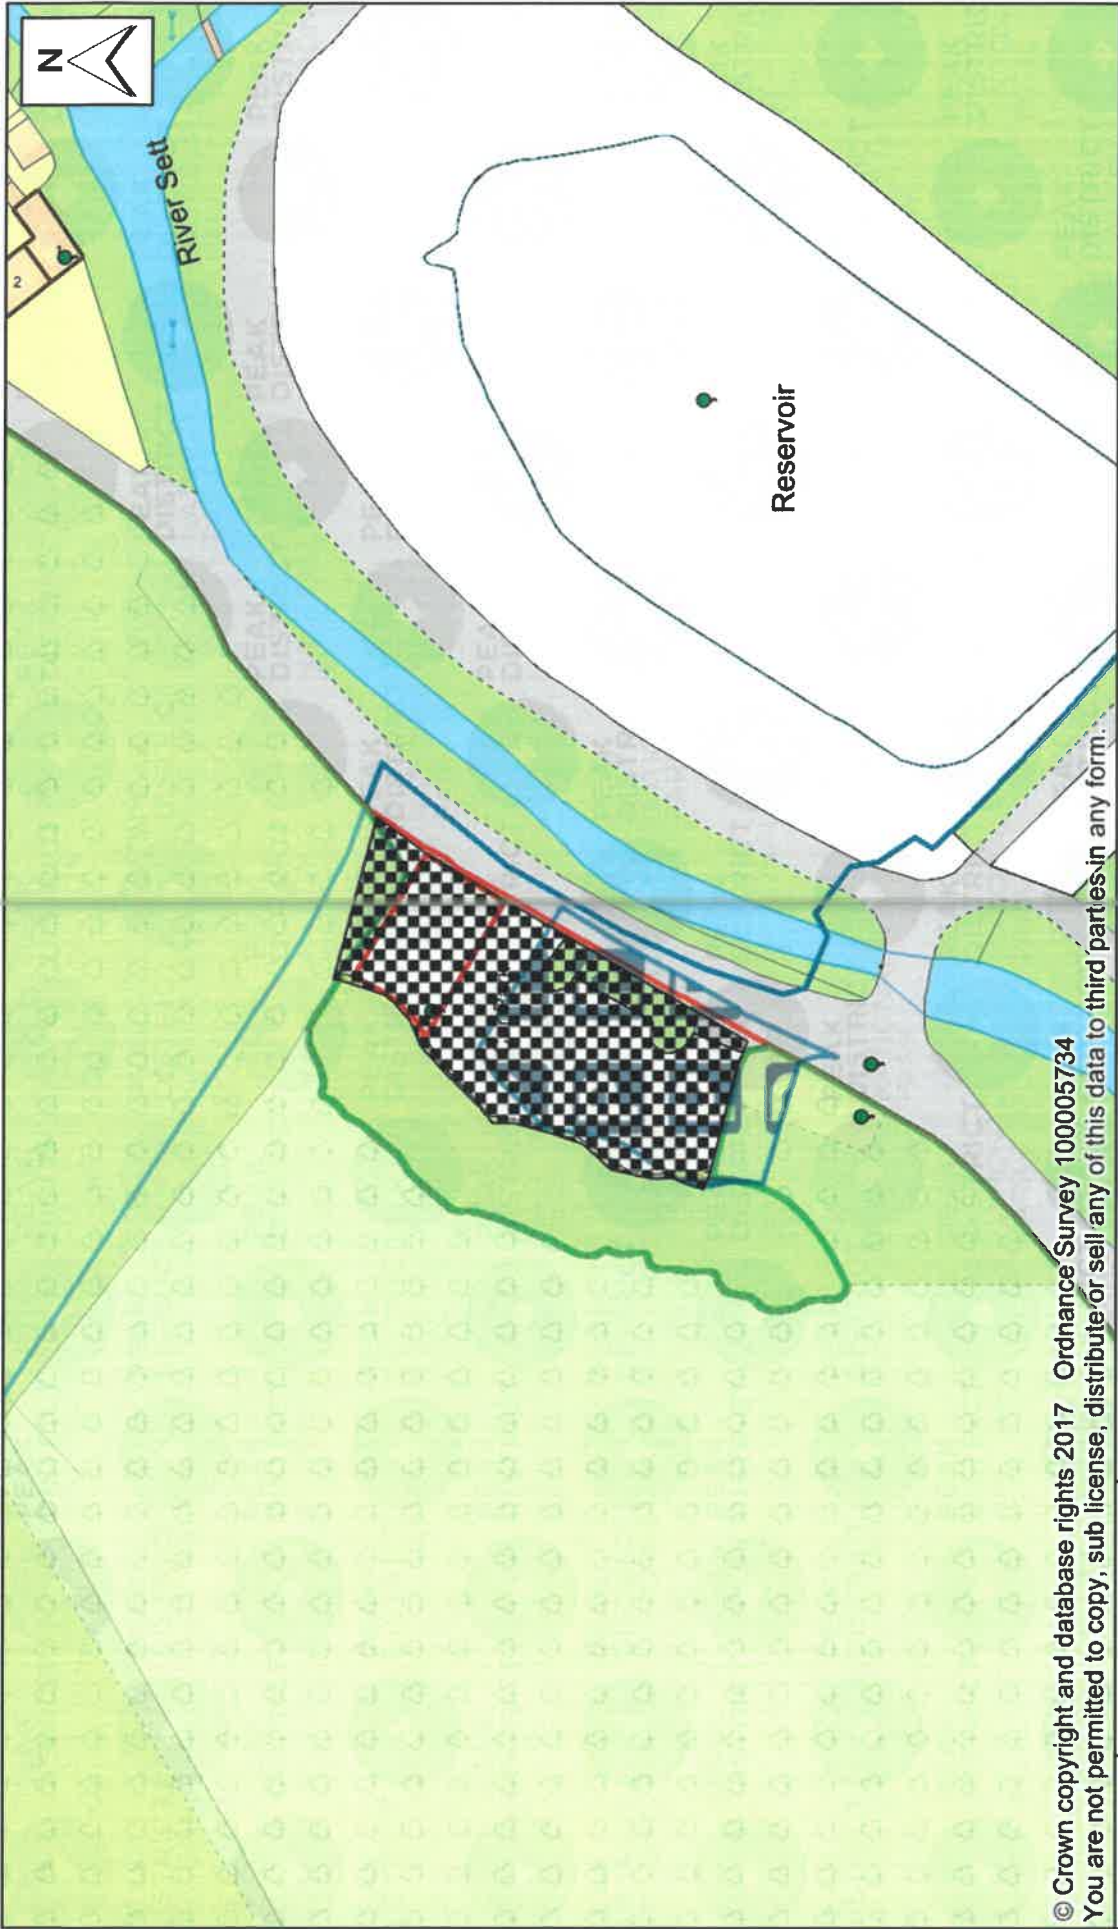 N
River Sett
2
Reservoir
© Crown copyright and database rights 2017 Ordnance Survey 100005734
You are not permitted to copy, sub license, distribute or sell any of this data to third parties in any form.